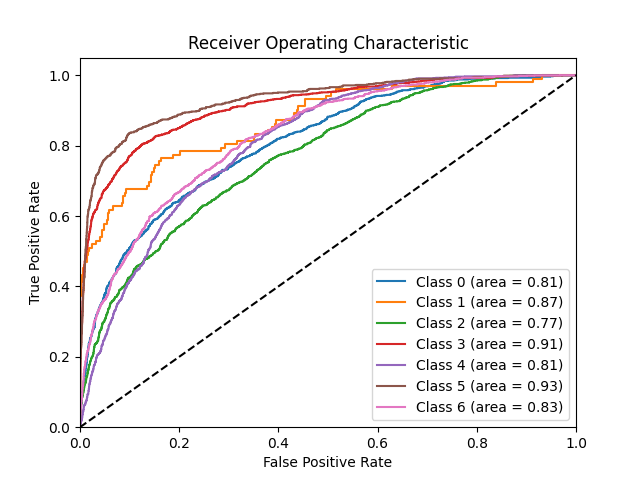 Receiver Operating Characteristic
True Positive Rate
1.0
0.8
0.6
0.4
0.2
0.0
Class 0 (area = 0.81)
Class 1 (area = 0.87)
Class 2 (area = 0.77)
Class 3 (area = 0.91)
Class 4 (area = 0.81)
Class 5 (area = 0.93)
Class 6 (area = 0.83)
0.0 0.2 0.4 0.6 0.8 1.0
False Positive Rate